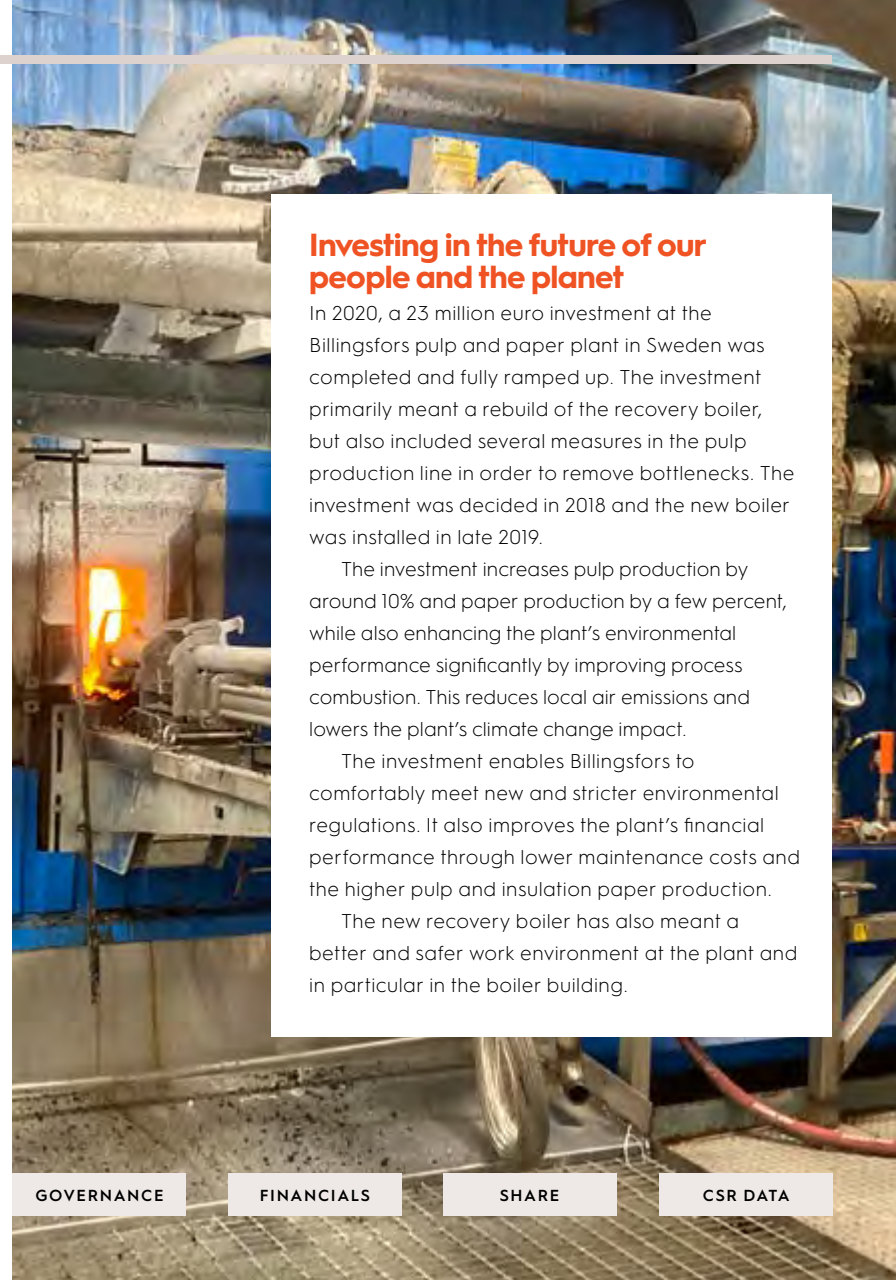 Investing in the future of our
people and the planet
In 2020, a 23 million euro investment at the
Billingsfors pulp and paper plant in Sweden was
completed and fully ramped up. The investment
primarily meant a rebuild of the recovery boiler,
but also included several measures in the pulp
production line in order to remove bottlenecks. The
investment was decided in 2018 and the new boiler
was installed in late 2019.
The investment increases pulp production by
around 10% and paper production by a few percent,
while also enhancing the plant’s environmental
performance significantly by improving process
combustion. This reduces local air emissions and
lowers the plant’s climate change impact.
The investment enables Billingsfors to
comfortably meet new and stricter environmental
regulations. It also improves the plant’s financial
performance through lower maintenance costs and
the higher pulp and insulation paper production.
The new recovery boiler has also meant a
better and safer work environment at the plant and
in particular in the boiler building.
GOVERNANCE
FINANCIALS
SHARE
CSR DATA